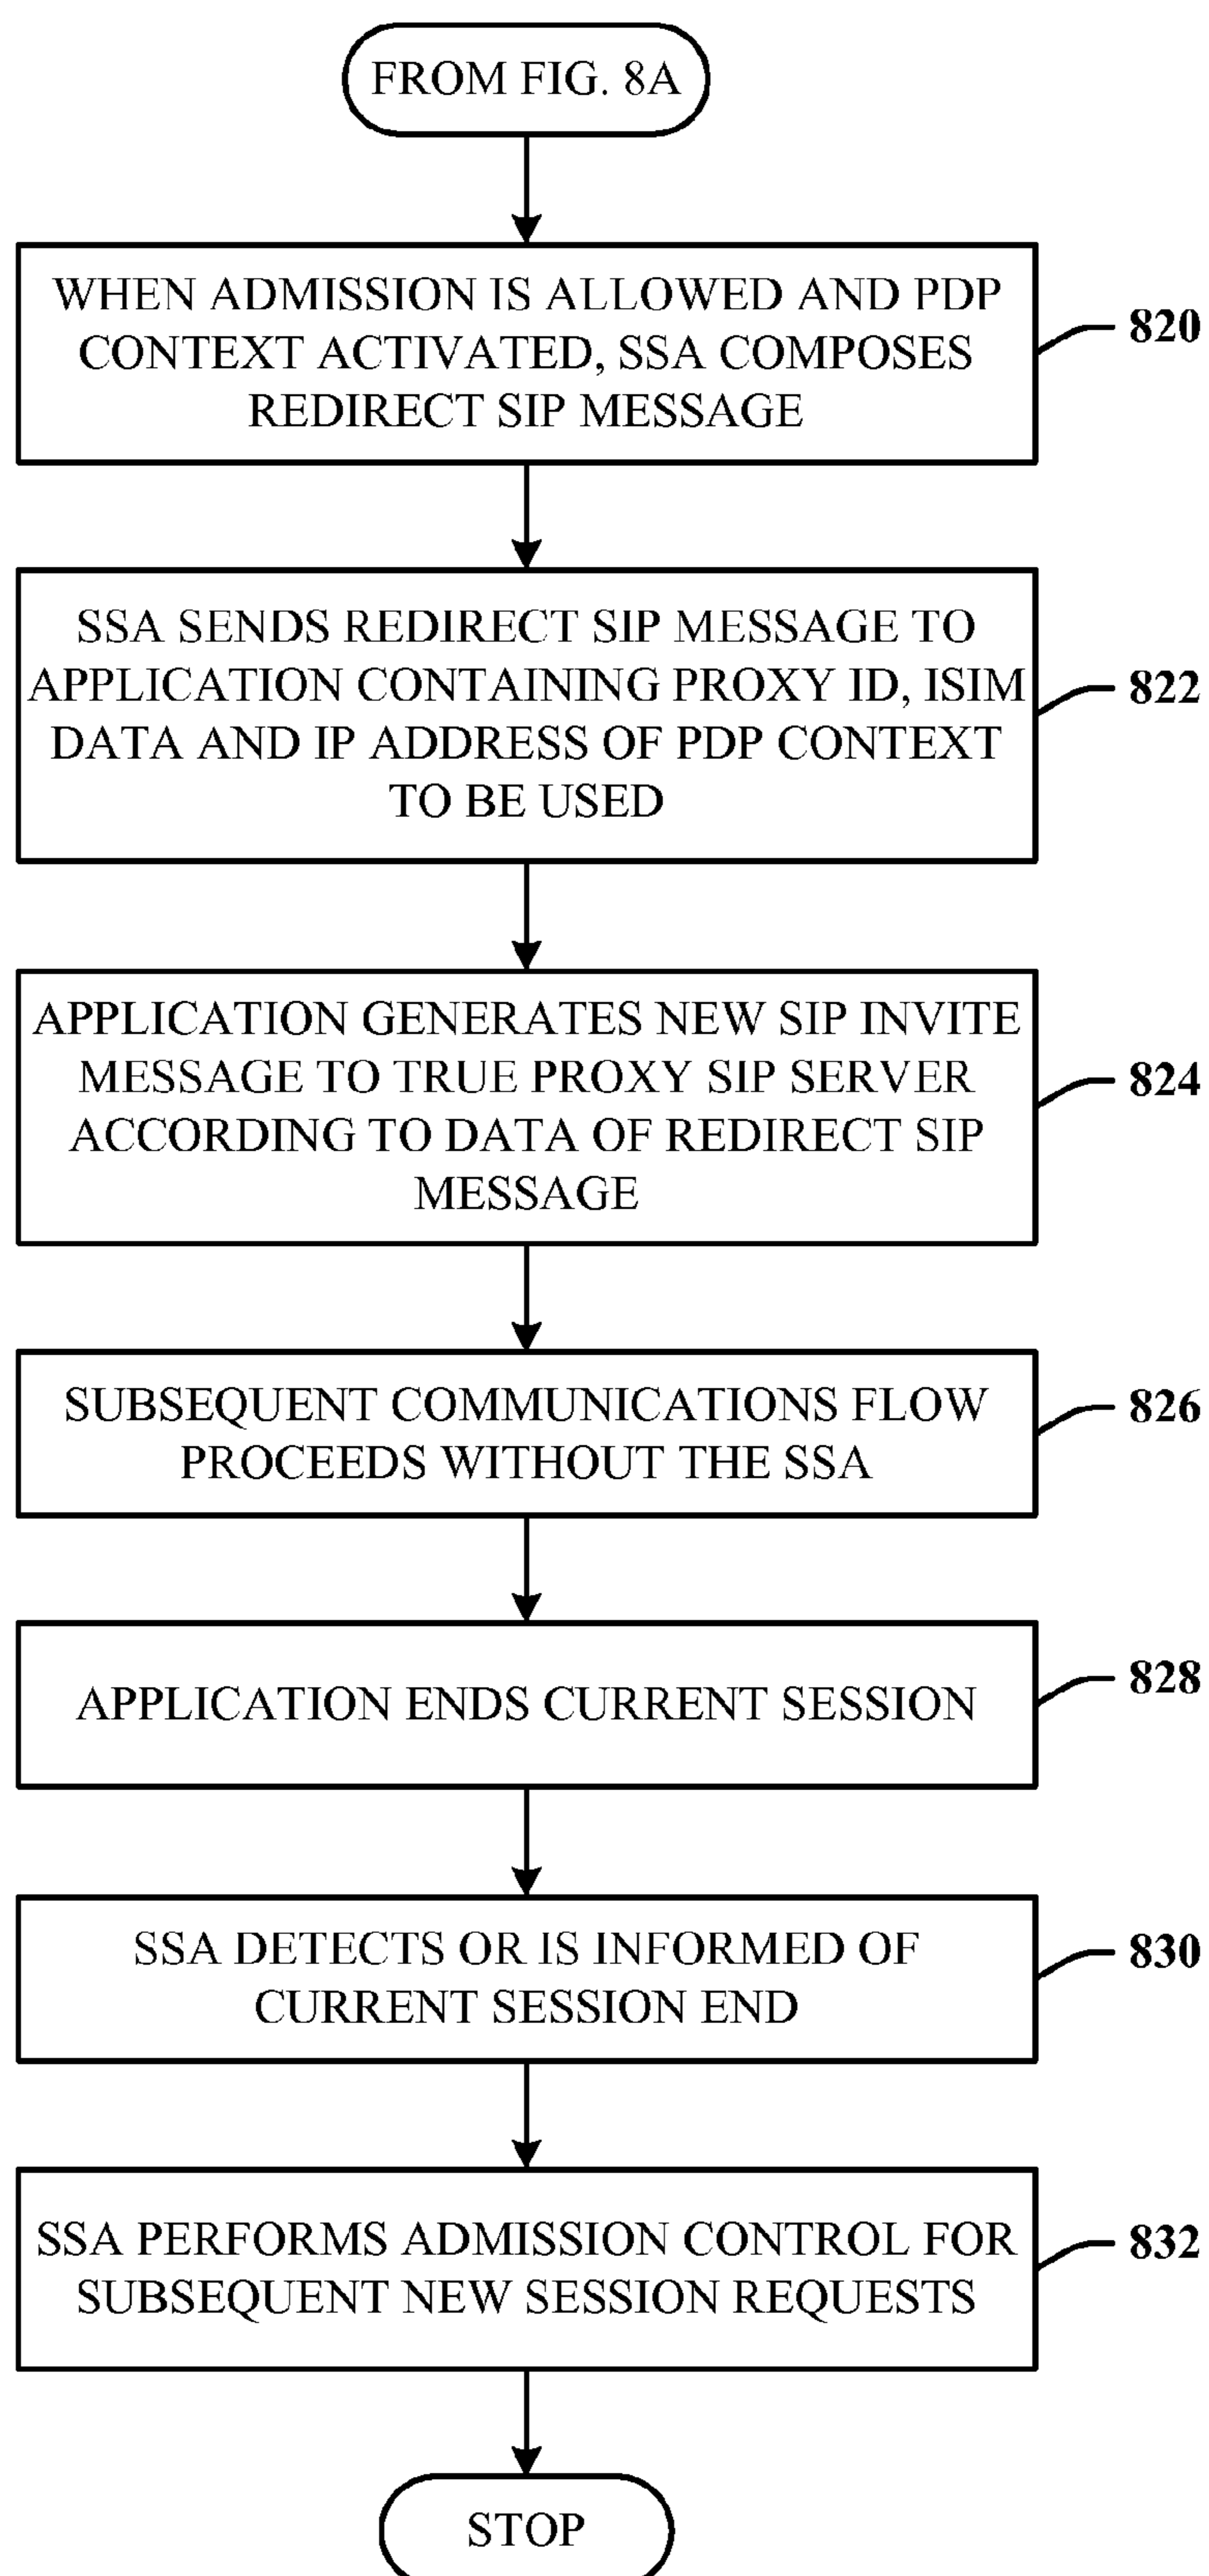 FROM FIG. 8A
WHEN ADMISSION IS ALLOWED AND PDP
CONTEXT ACTIVATED, SSA COMPOSES
REDIRECT SIP MESSAGE
820
SSA SENDS REDIRECT SIP MESSAGE TO
APPLICATION CONTAINING PROXY ID, ISIM
DATA AND IP ADDRESS OF PDP CONTEXT
TO BE USED
822
APPLICATION GENERATES NEW SIP INVITE
MESSAGE TO TRUE PROXY SIP SERVER
ACCORDING TO DATA OF REDIRECT SIP
MESSAGE
824
SUBSEQUENT COMMUNICATIONS FLOW
PROCEEDS WITHOUT THE SSA
826
APPLICATION ENDS CURRENT SESSION
828
SSA DETECTS OR IS INFORMED OF
CURRENT SESSION END
830
SSA PERFORMS ADMISSION CONTROL FOR
SUBSEQUENT NEW SESSION REQUESTS
832
STOP